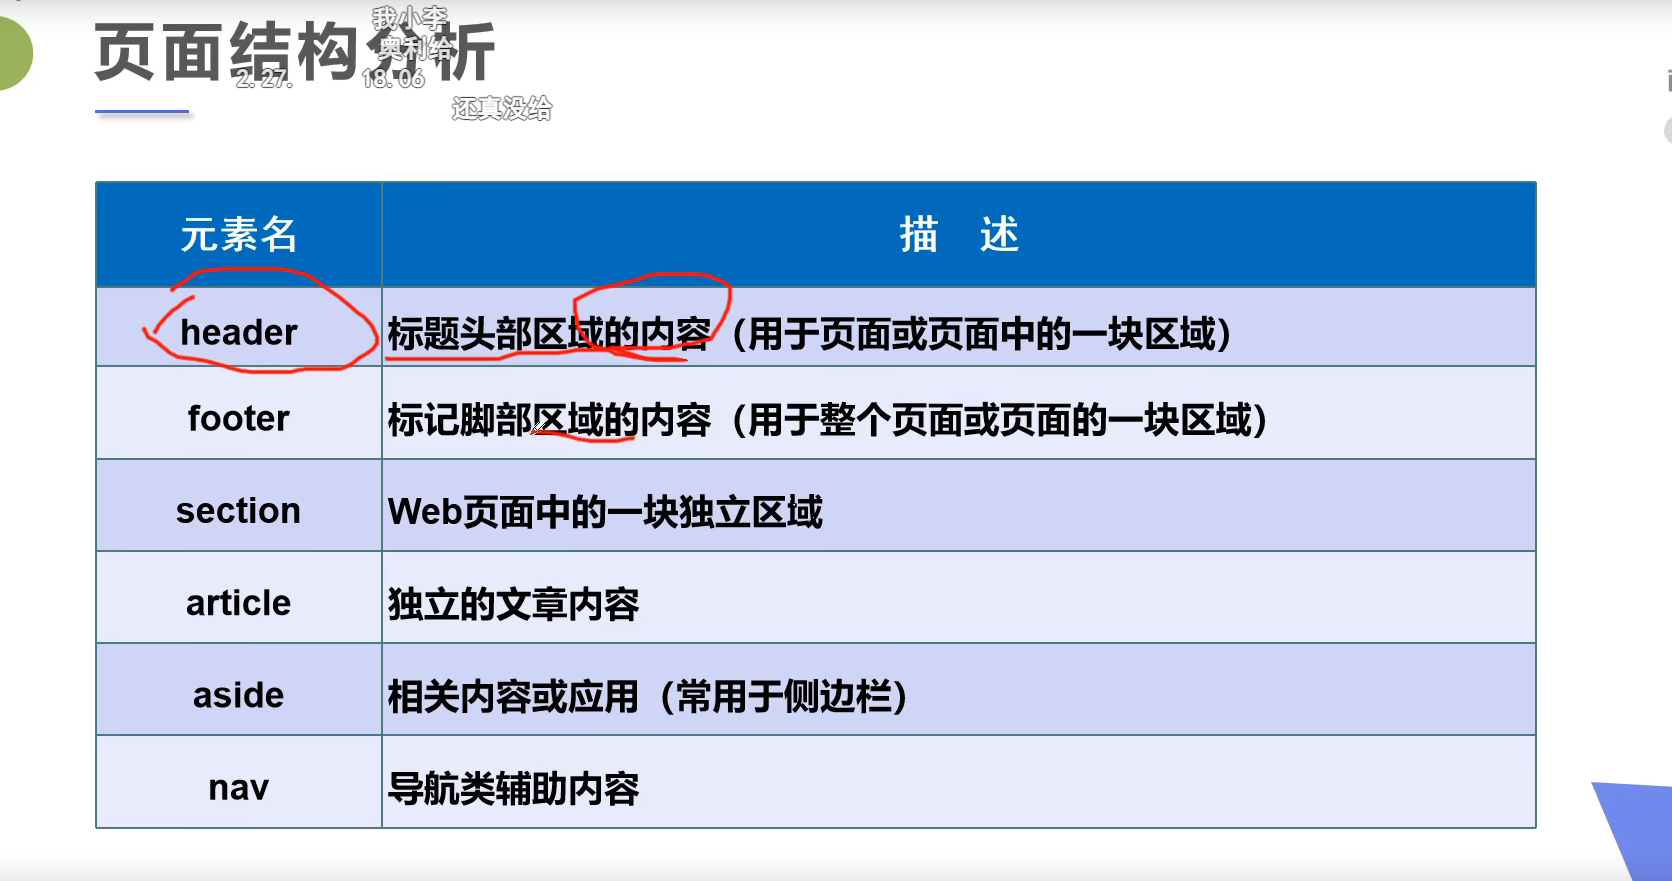 页面结构分析
我小李
奥利给
2. 27. 18. 06
还真没给
元素名 描 述
header 标题头部区域的内容（用于页面或页面中的一块区域）
footer 标记脚部区域的内容（用于整个页面或页面的一块区域）
section Web页面中的一块独立区域
article 独立的文章内容
aside 相关内容或应用（常用于侧边栏）
nav 导航类辅助内容